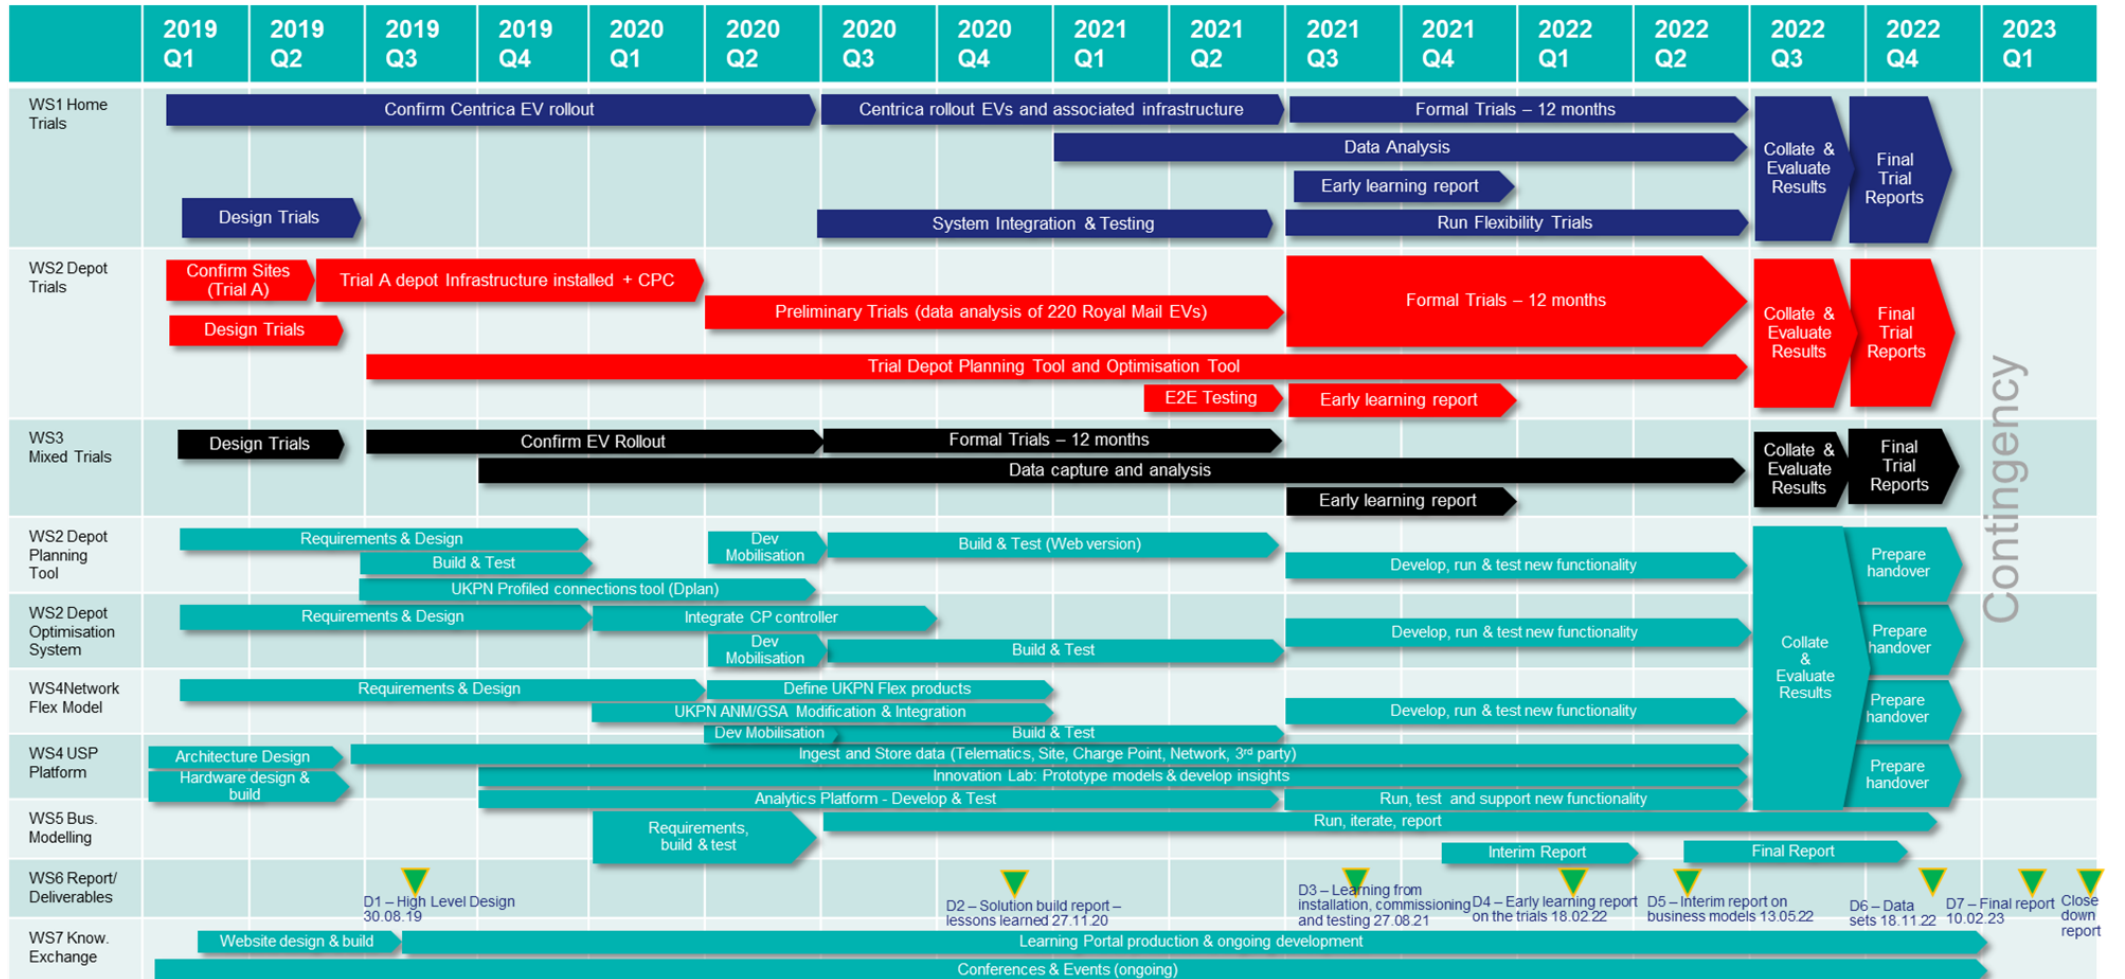 2019 Q1
2019 Q2
2019 Q3
2019 Q4
2020 Q1
2020 Q2
2020 Q3
2020 Q4
2021 Q1
2021 Q2
2021 Q3
2021 Q4
2022 Q1
2022 Q2
2022 Q3
2022 Q4
2023 Q1
WS1 Home
Trials
Confirm Centrica EV rollout
Centrica rollout EVs and associated infrastructure
Formal Trials – 12 months
Data Analysis
Early learning report
Design Trials
System Integration & Testing
Run Flexibility Trials
Collate &
Evaluate
Results
Final
Trial
Reports
WS2 Depot
Trials
Confirm Sites
(Trial A)
Trial A depot Infrastructure installed + CPC
Design Trials
Preliminary Trials (data analysis of 220 Royal Mail EVs)
Formal Trials – 12 months
Trial Depot Planning Tool and Optimisation Tool
E2E Testing
Early learning report
Collate &
Evaluate
Results
Final
Trial
Reports
WS3
Mixed Trials
Design Trials
Confirm EV Rollout
Formal Trials – 12 months
Data capture and analysis
Early learning report
Collate &
Evaluate
Results
Final
Trial
Reports
Contingency
WS2 Depot
Planning
Tool
Requirements & Design
Build & Test
UKPN Profiled connections tool (Dplan)
Dev
Mobilisation
Build & Test (Web version)
Develop, run & test new functionality
Prepare
handover
WS2 Depot
Optimisation
System
Requirements & Design
Integrate CP controller
Dev
Mobilisation
Build & Test
Develop, run & test new functionality
Collate
&
Evaluate
Results
Prepare
handover
WS4Network
Flex Model
Requirements & Design
Define UKPN Flex products
UKPN ANM/GSA Modification & Integration
Dev Mobilisation
Build & Test
Develop, run & test new functionality
Prepare
handover
WS4 USP
Platform
Architecture Design
Hardware design &
build
Ingest and Store data (Telematics, Site, Charge Point, Network, 3rd party)
Innovation Lab: Prototype models & develop insights
Analytics Platform - Develop & Test
Run, test and support new functionality
Prepare
handover
WS5 Bus.
Modelling
Requirements,
build & test
Run, iterate, report
Interim Report
Final Report
WS6 Report/
Deliverables
D1 – High Level Design
30.08.19
D2 – Solution build report –
lessons learned 27.11.20
D3 – Learning from
installation, commissioning
and testing 27.08.21
D4 – Early learning report
on the trials 18.02.22
D5 – Interim report on
business models 13.05.22
D6 – Data
sets 18.11.22
D7 – Final report
10.02.23
Close
down
report
WS7 Know.
Exchange
Website design & build
Learning Portal production & ongoing development
Conferences & Events (ongoing)